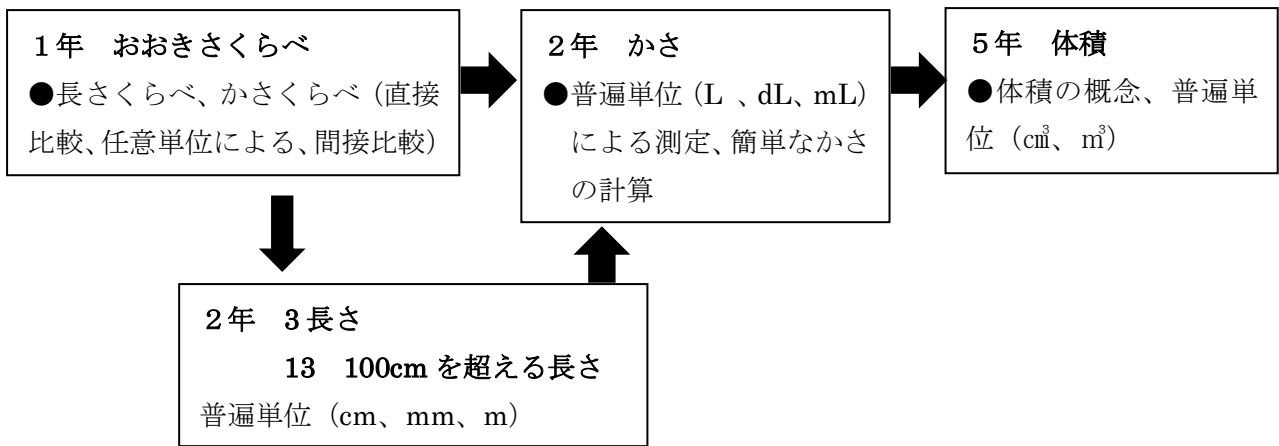 １年　おおきさくらべ
●長さくらべ、かさくらべ（直接
比較、任意単位による、間接比較）
２年　かさ
●普遍単位（L 、dL、mL）
による測定、簡単なかさ
の計算
５年　体積
●体積の概念、普遍単
位（㎤、㎥）
２年　３長さ
13　100cm を超える長さ
普遍単位（cm、mm、m）